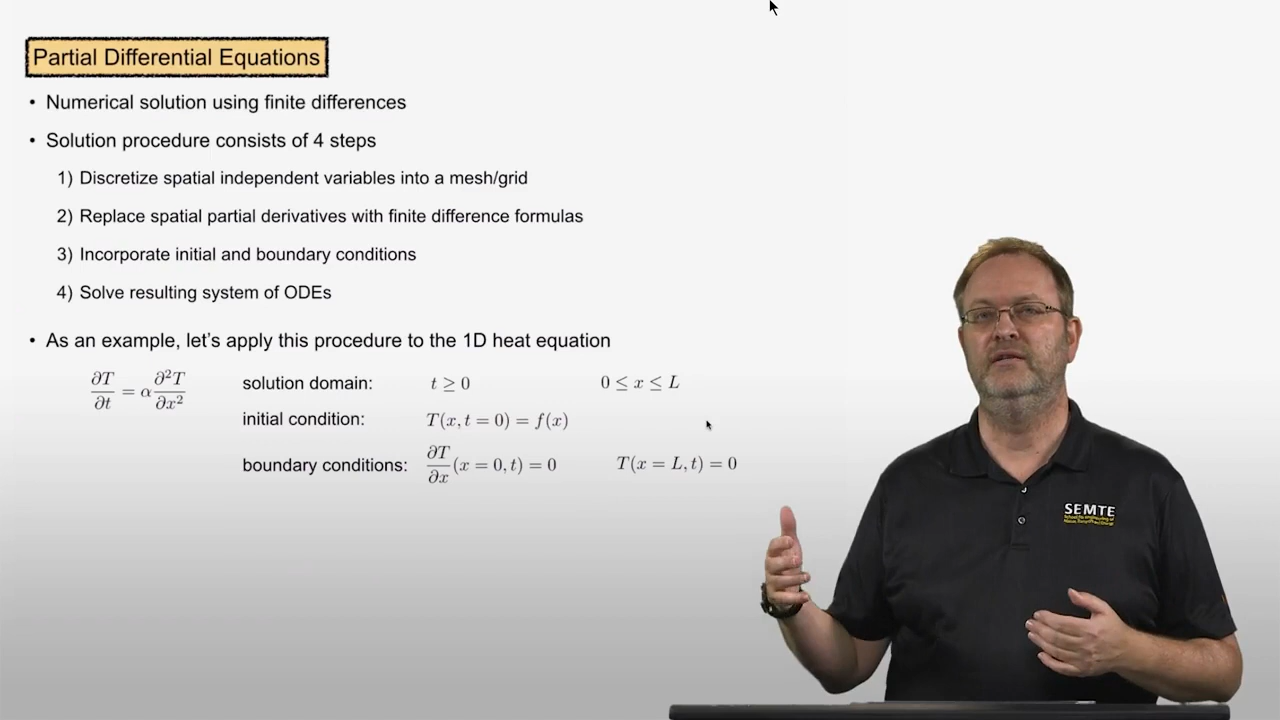 Partial Differential Equations
• Numerical solution using finite differences
• Solution procedure consists of 4 steps
1) Discretize spatial independent variables into a mesh/grid
2) Replace spatial partial derivatives with finite difference formulas
3) Incorporate initial and boundary conditions
4) Solve resulting system of ODEs
• As an example, let's apply this procedure to the 1D heat equation
∂T/∂t = α ∂²T/∂x²
solution domain: t ≥ 0 0 ≤ x ≤ L
initial condition: T(x, t = 0) = f(x)
boundary conditions: ∂T/∂x (x = 0, t) = 0 T(x = L, t) = 0
SEMTE